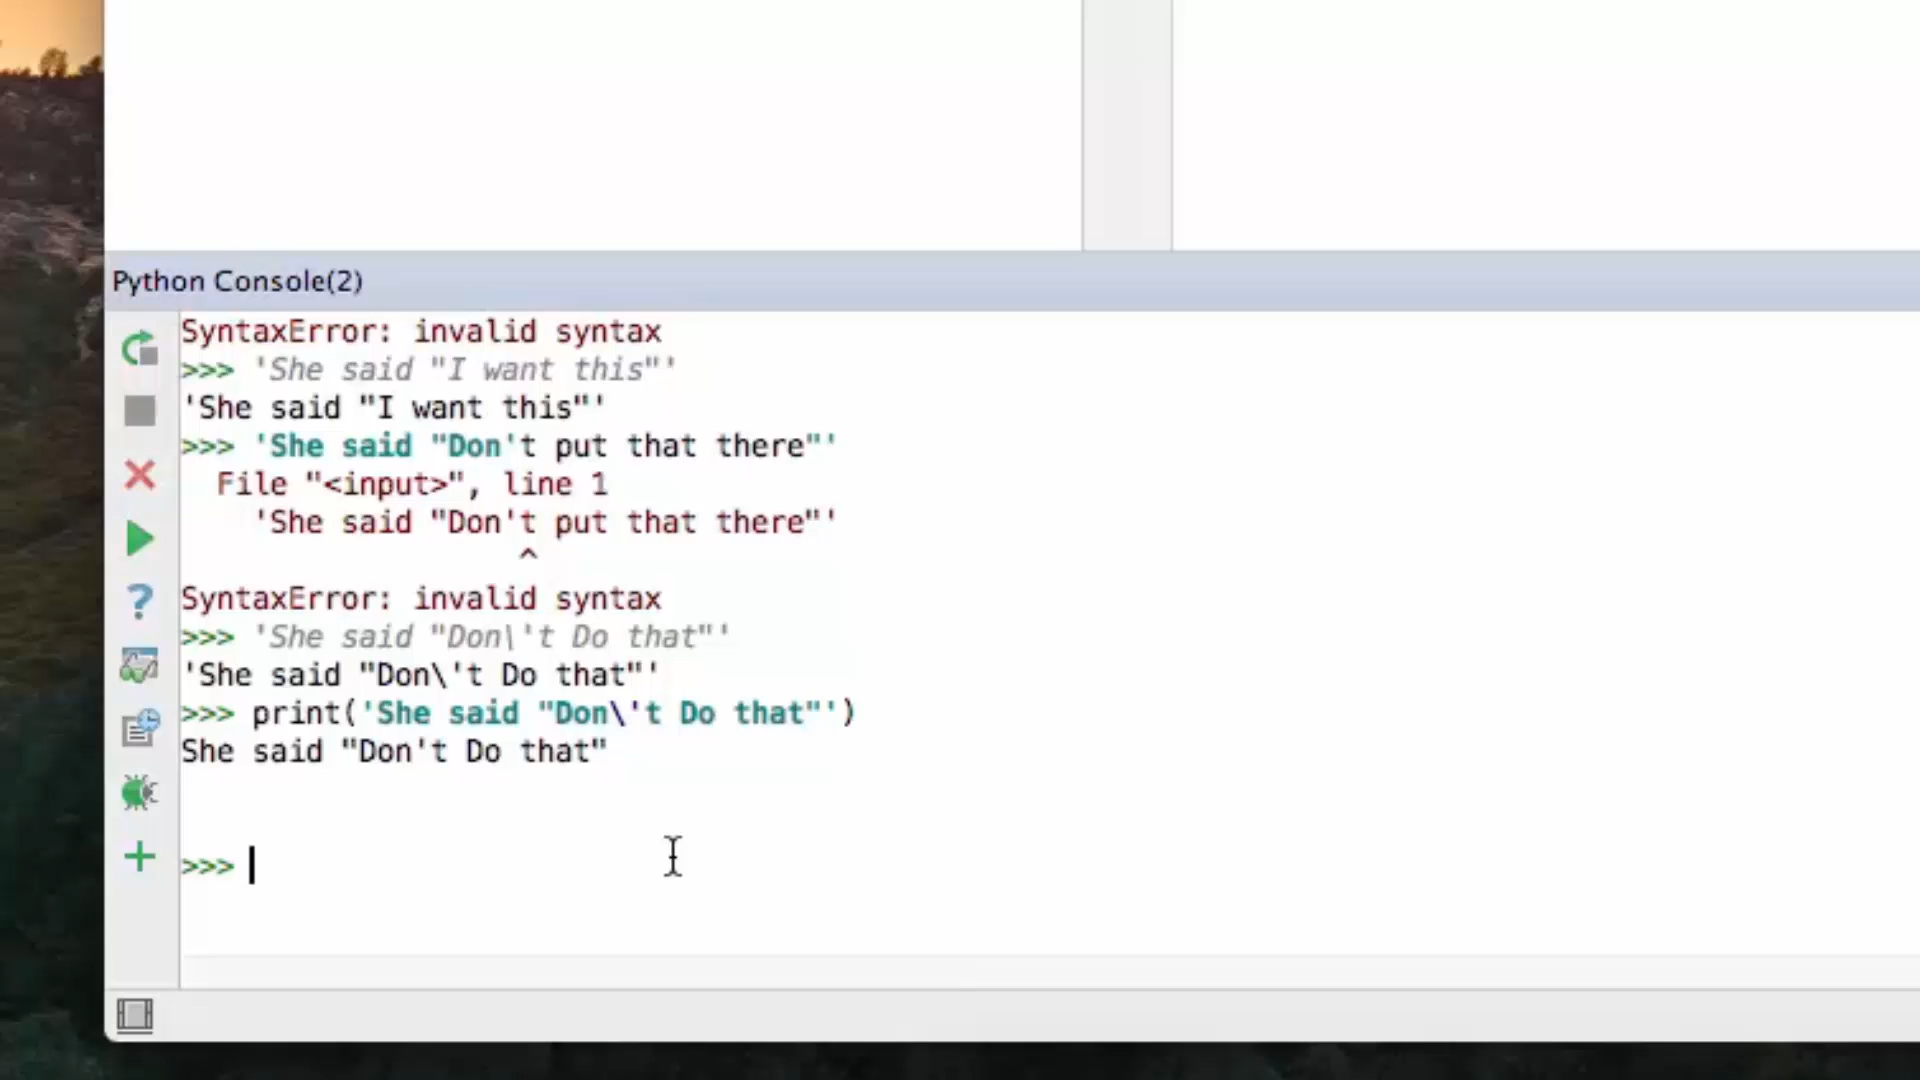 Python Console(2)
SyntaxError: invalid syntax
>>> 'She said "I want this"'
'She said "I want this"'
>>> 'She said "Don't put that there"'
  File "<input>", line 1
    'She said "Don't put that there"'
                   ^
SyntaxError: invalid syntax
>>> 'She said "Don\'t Do that"'
'She said "Don\'t Do that"'
>>> print('She said "Don\'t Do that"')
She said "Don't Do that"
>>>